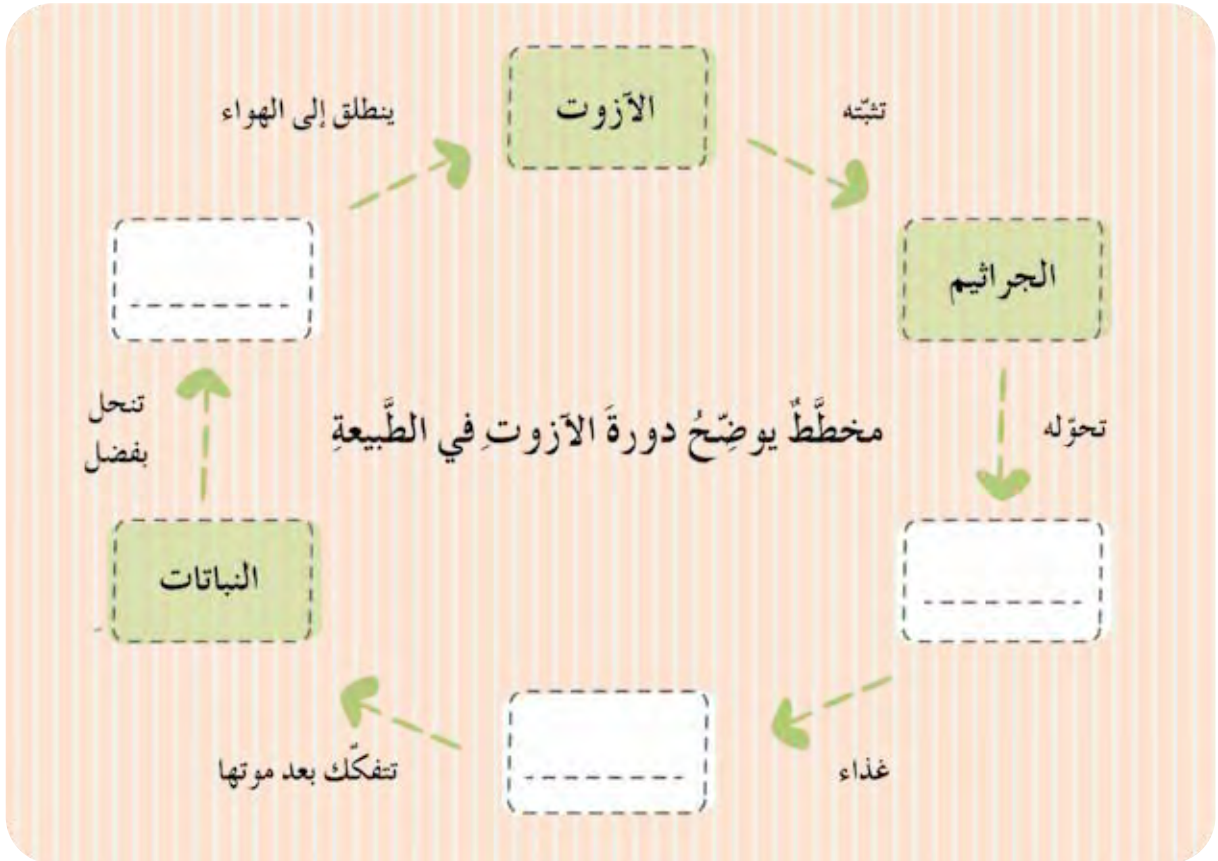 الآزوت
تثبّته
ينطلق إلى الهواء
الجراثيم
تحوّله
مخطَّطٌ يوضِّحُ دورةَ الآزوتِ في الطَّبيعةِ
تنحل
بفضل
النباتات
غذاء
تتفكّك بعد موتها